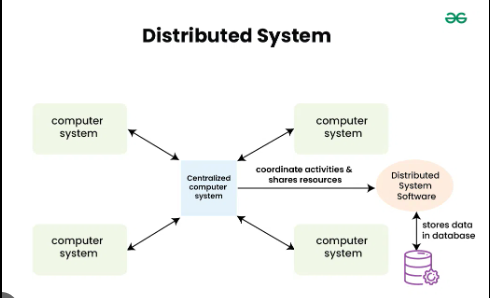 Distributed System
computer
system
computer
system
coordinate activities &
shares resources
Centralized
computer
system
Distributed
System
Software
stores data
in database
computer
system
computer
system